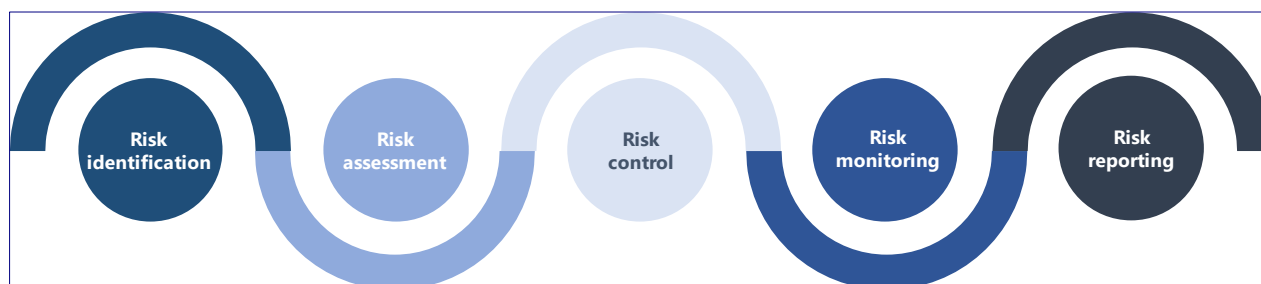 Risk
identification
Risk
assessment
Risk
control
Risk
monitoring
Risk
reporting